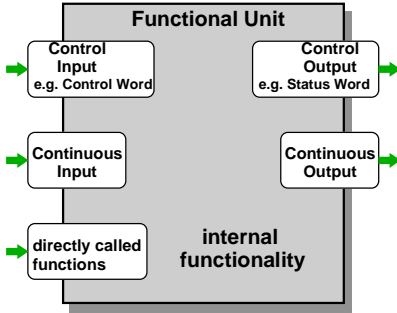 Functional Unit
Control
Input
e.g. Control Word
Control
Output
e.g. Status Word
Continuous
Input
Continuous
Output
directly called
functions
internal
functionality